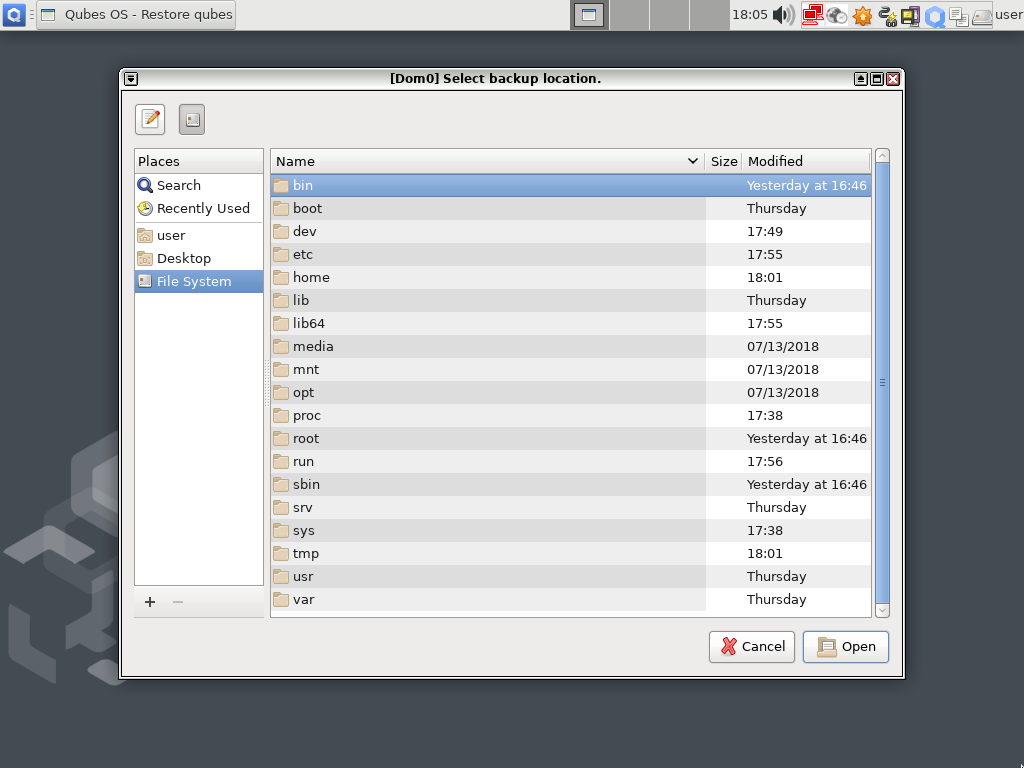 Qubes OS - Restore qubes
18:05
user
[Dom0] Select backup location.
Places
Search
Recently Used
user
Desktop
File System
Name Size Modified
bin Yesterday at 16:46
boot Thursday
dev 17:49
etc 17:55
home 18:01
lib Thursday
lib64 17:55
media 07/13/2018
mnt 07/13/2018
opt 07/13/2018
proc 17:38
root Yesterday at 16:46
run 17:56
sbin Yesterday at 16:46
srv Thursday
sys 17:38
tmp 18:01
usr Thursday
var Thursday
Cancel Open